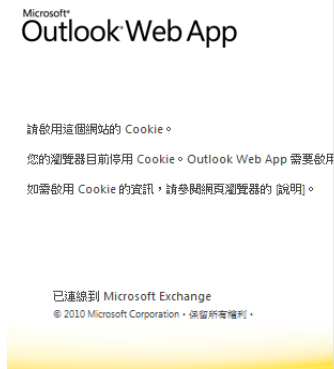 Microsoft®
Outlook Web App
請啟用這個網站的 Cookie。
您的瀏覽器目前停用 Cookie。Outlook Web App 需要啟用
如需啟用 Cookie 的資訊，請參閱網頁瀏覽器的 [說明]。
已連線到 Microsoft Exchange
© 2010 Microsoft Corporation。保留所有權利。